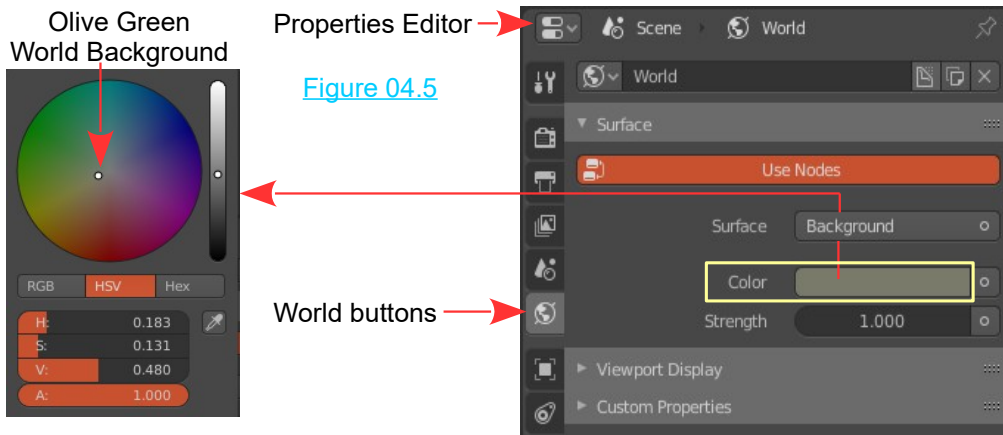 Olive Green
World Background
RGB HSV Hex
H: 0.183
S: 0.131
V: 0.480
A: 1.000
Properties Editor
Figure 04.5
World buttons
Scene World
World
Surface
Use Nodes
Surface Background
Color
Strength 1.000
Viewport Display
Custom Properties